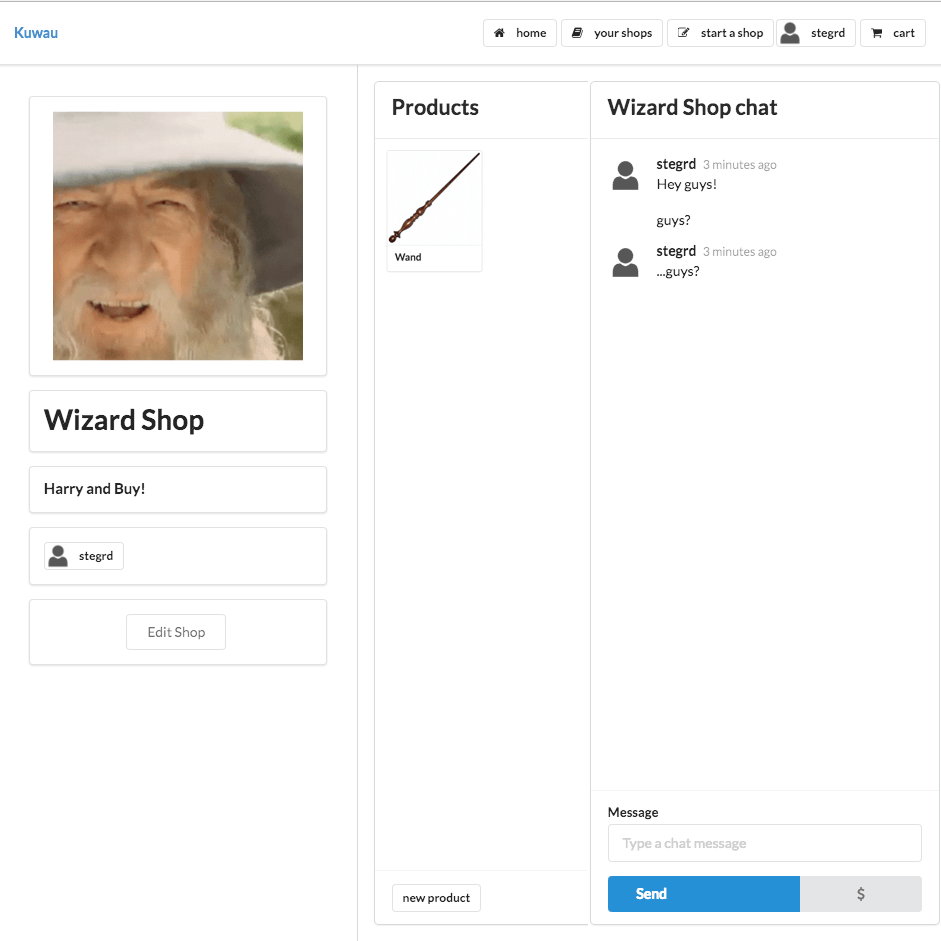 Kuwau
home
your shops
start a shop
stegrd
cart
Wizard Shop
Harry and Buy!
stegrd
Edit Shop
Products
Wand
new product
Wizard Shop chat
stegrd 3 minutes ago
Hey guys!
guys?
stegrd 3 minutes ago
...guys?
Message
Type a chat message
Send
$